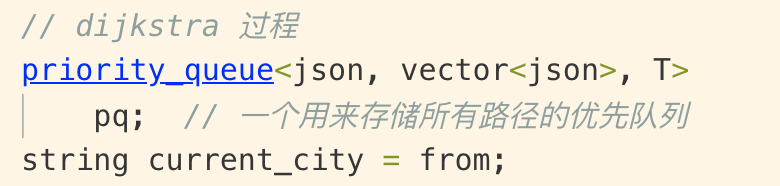 // dijkstra 过程
priority_queue<json, vector<json>, T>
pq;  // 一个用来存储所有路径的优先队列
string current_city = from;